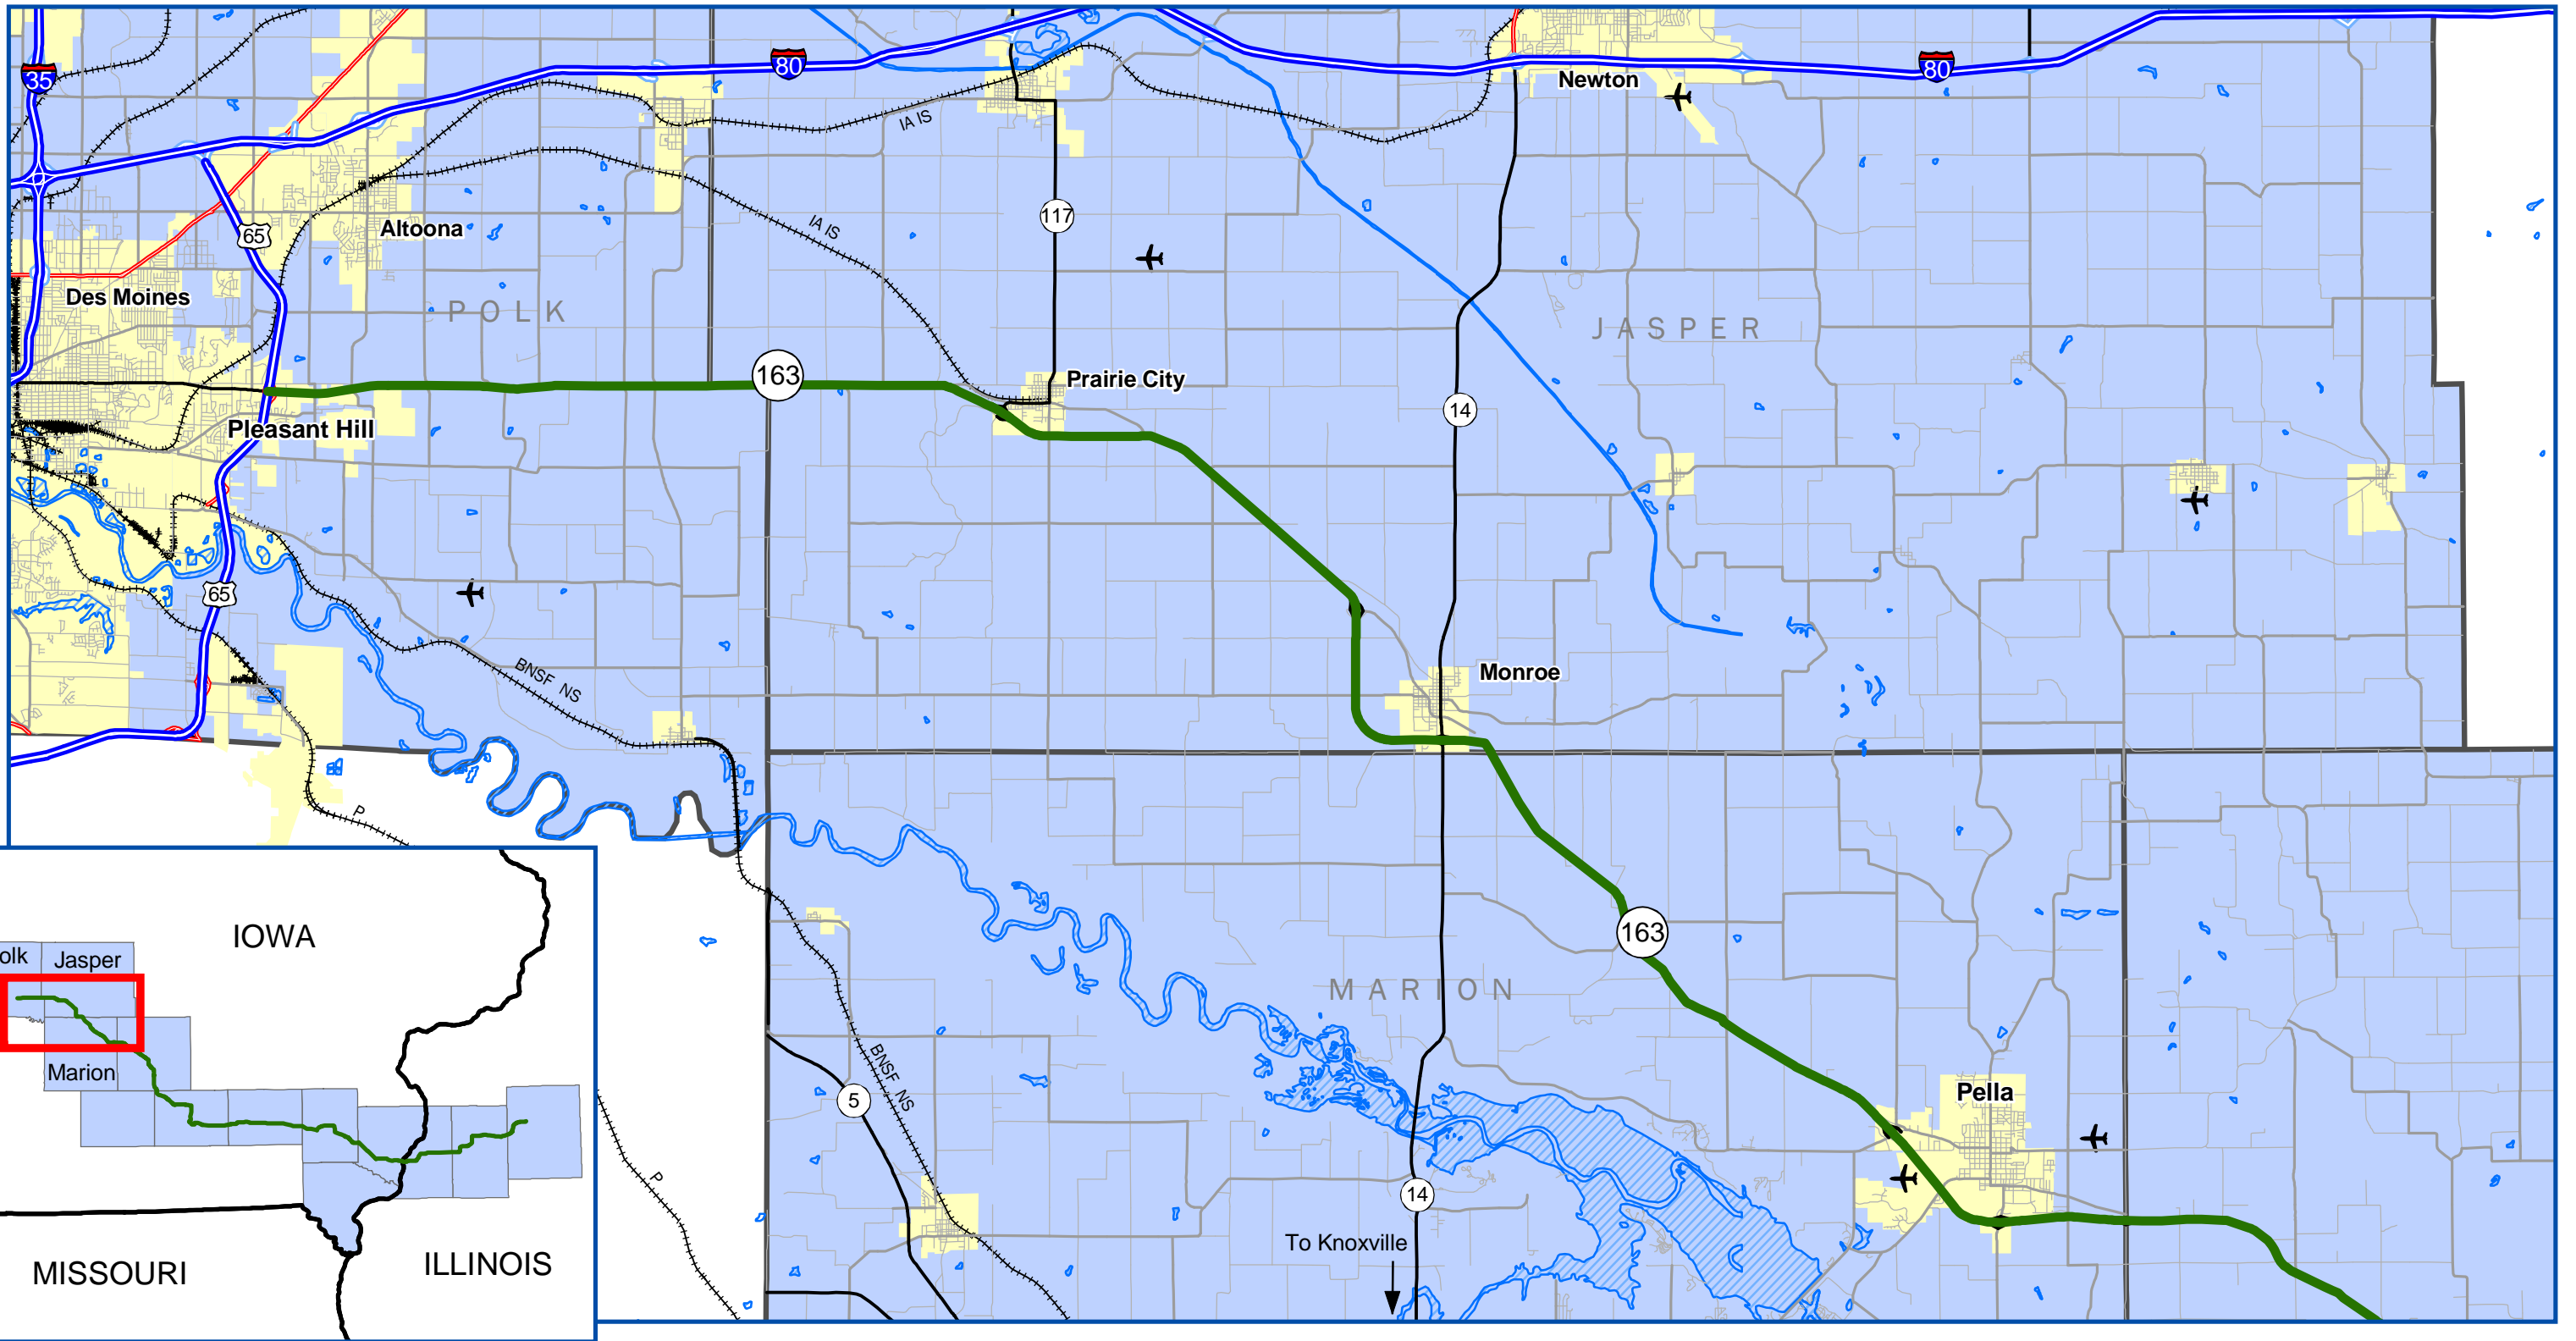 35
80
80
Newton
IA IS
65
Altoona
117
IA IS
Des Moines
POLK
JASPER
163
Prairie City
14
Pleasant Hill
65
BNSF NS
Monroe
P
163
MARION
5
BNSF NS
Pella
P
14
To Knoxville
IOWA
olk
Jasper
Marion
MISSOURI
ILLINOIS